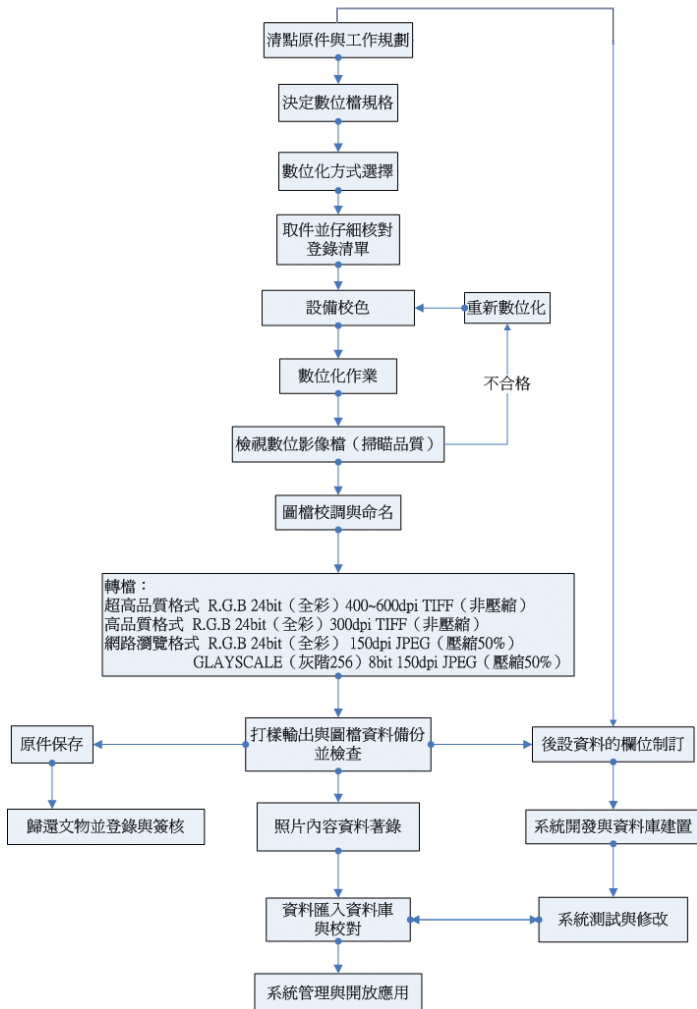 清點原件與工作規劃
決定數位檔規格
數位化方式選擇
取件並仔細核對
登錄清單
設備校色
重新數位化
數位化作業
不合格
檢視數位影像檔（掃瞄品質）
圖檔校調與命名
轉檔：
超高品質格式 R.G.B 24bit（全彩）400~600dpi TIFF（非壓縮）
高品質格式 R.G.B 24bit（全彩）300dpi TIFF（非壓縮）
網路瀏覽格式 R.G.B 24bit（全彩） 150dpi JPEG（壓縮50%）
GLAYSCALE（灰階256）8bit 150dpi JPEG（壓縮50%）
原件保存
打樣輸出與圖檔資料備份
並檢查
後設資料的欄位制訂
歸還文物並登錄與簽核
照片內容資料著錄
系統開發與資料庫建置
資料匯入資料庫
與校對
系統測試與修改
系統管理與開放應用